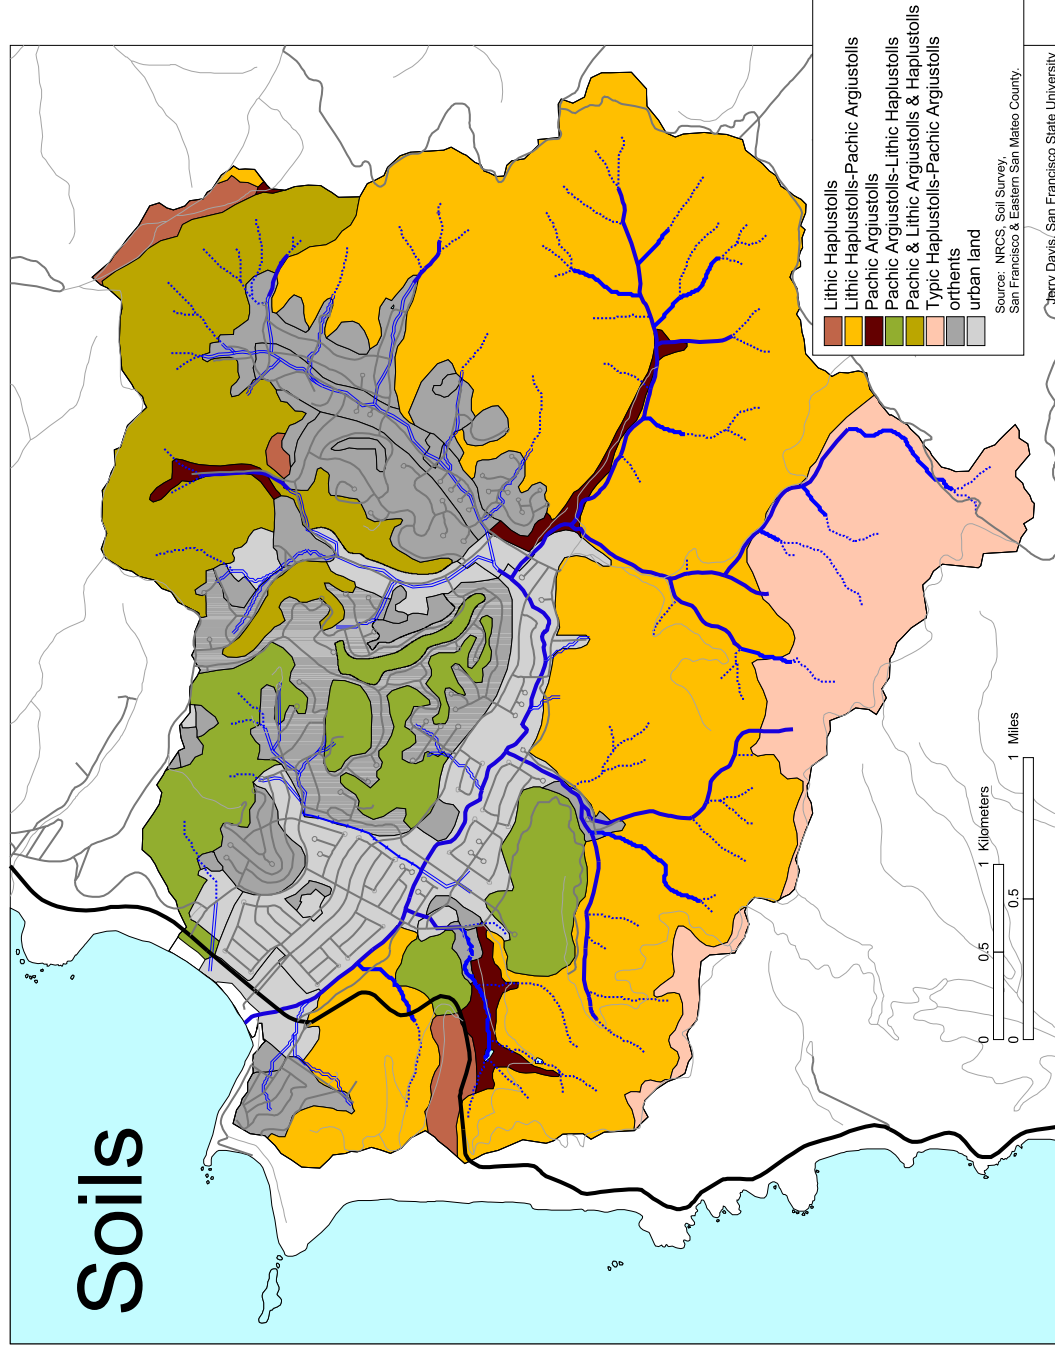 Soils
Lithic Haplustolls
Lithic Haplustolls-Pachic Argiustolls
Pachic Argiustolls
Pachic Argiustolls-Lithic Haplustolls
Pachic & Lithic Argiustolls & Haplustolls
Typic Haplustolls-Pachic Argiustolls
orthents
urban land
Source: NRCS, Soil Survey,
San Francisco & Eastern San Mateo County.
Jerry Davis, San Francisco State University
0 0.5 1 Kilometers
0 0.5 1 Miles